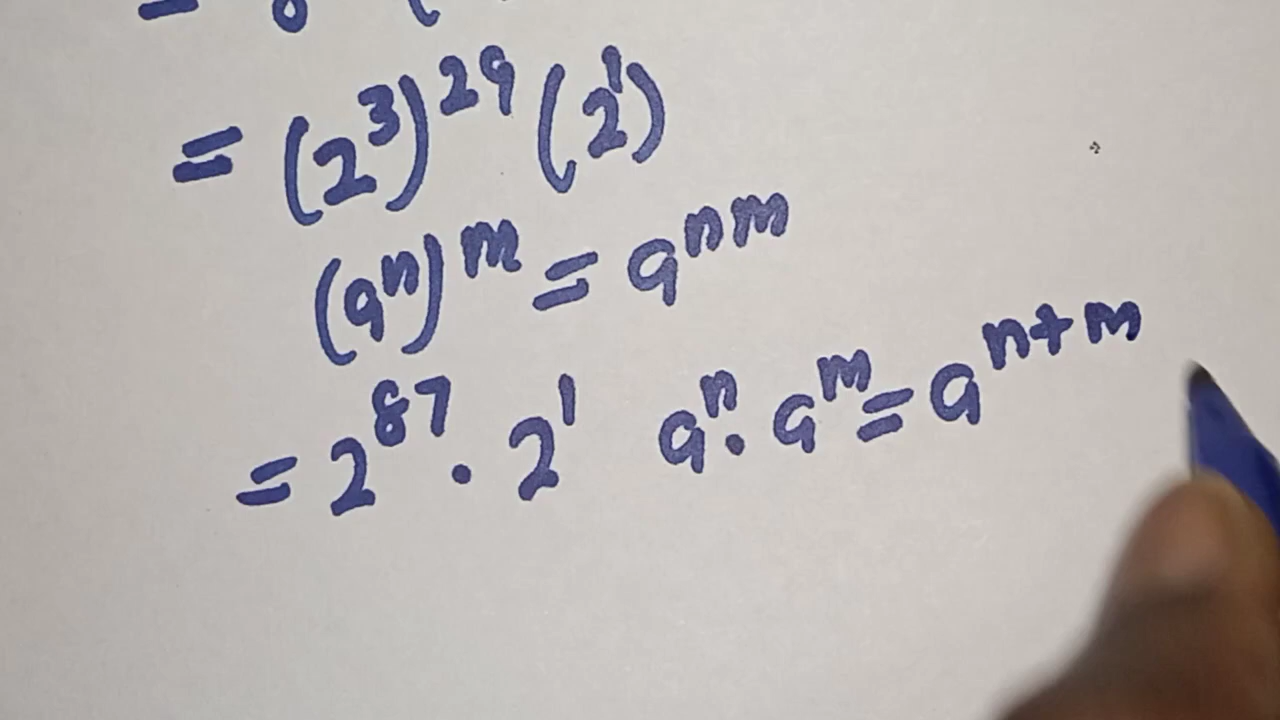 = (2³)²⁹ (2¹)
(aⁿ)ᵐ = aⁿᵐ
= 2⁸⁷ · 2¹ aⁿ · aᵐ = aⁿ⁺ᵐ